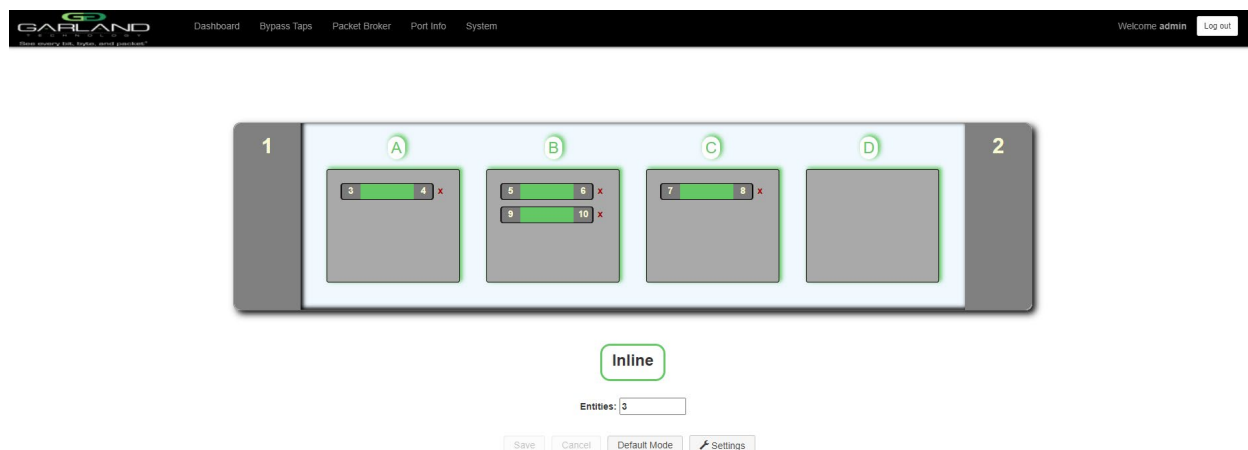 GARLAND
TECHNOLOGY
See every bit, byte, and packet.®
Dashboard Bypass Taps Packet Broker Port Info System
Welcome admin Log out
1 A B C D 2
3 4 x 5 6 x 7 8 x
9 10 x
Inline
Entities: 3
Save Cancel Default Mode Settings